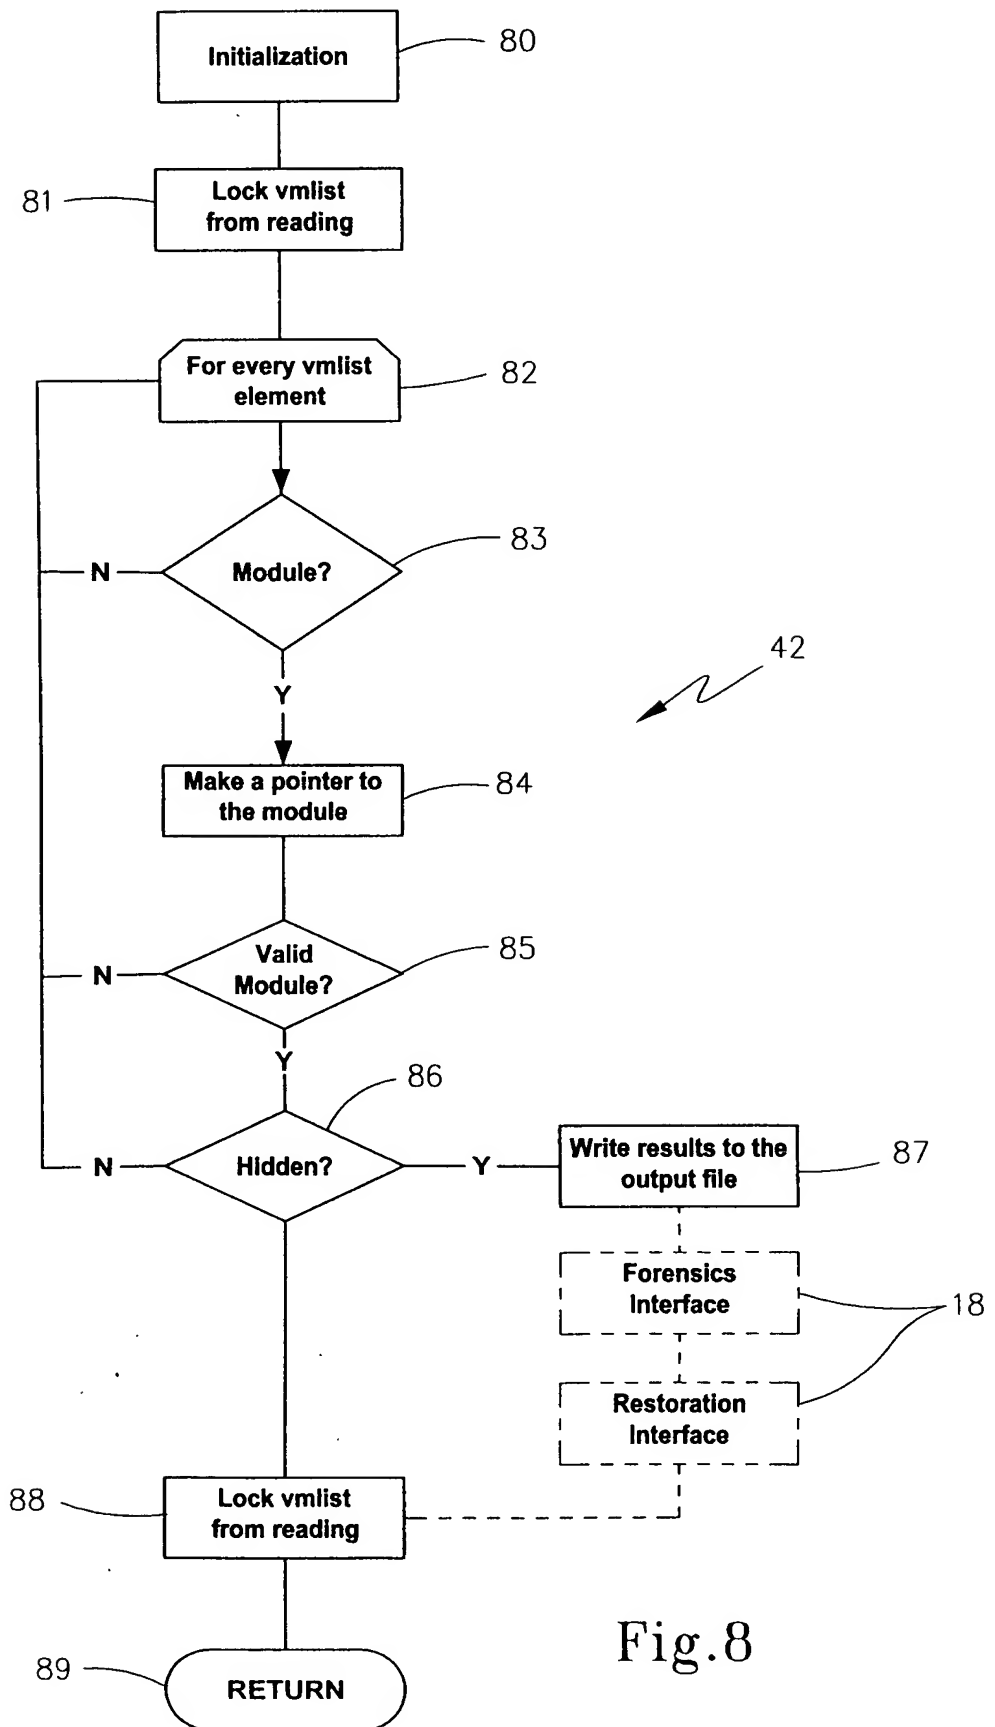 Initialization
80
81
Lock vmlist
from reading
For every vmlist
element
82
Module?
83
N
Y
42
Make a pointer to
the module
84
Valid
Module?
85
N
Y
86
Hidden?
N
Y
Write results to the
output file
87
Forensics
Interface
18
Restoration
Interface
88
Lock vmlist
from reading
89
RETURN
Fig.8